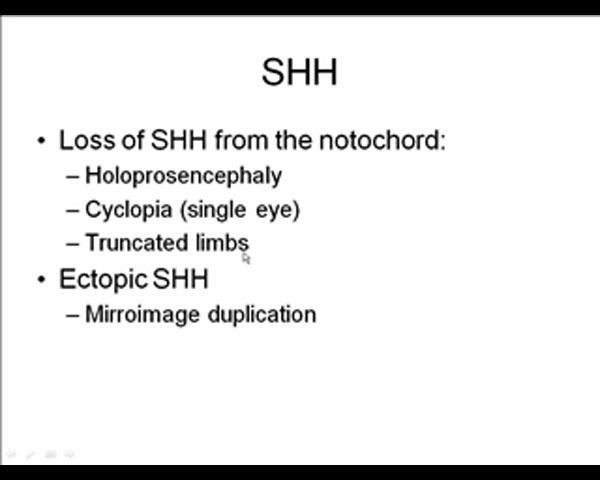 SHH
• Loss of SHH from the notochord:
– Holoprosencephaly
– Cyclopia (single eye)
– Truncated limbs
• Ectopic SHH
– Mirroimage duplication